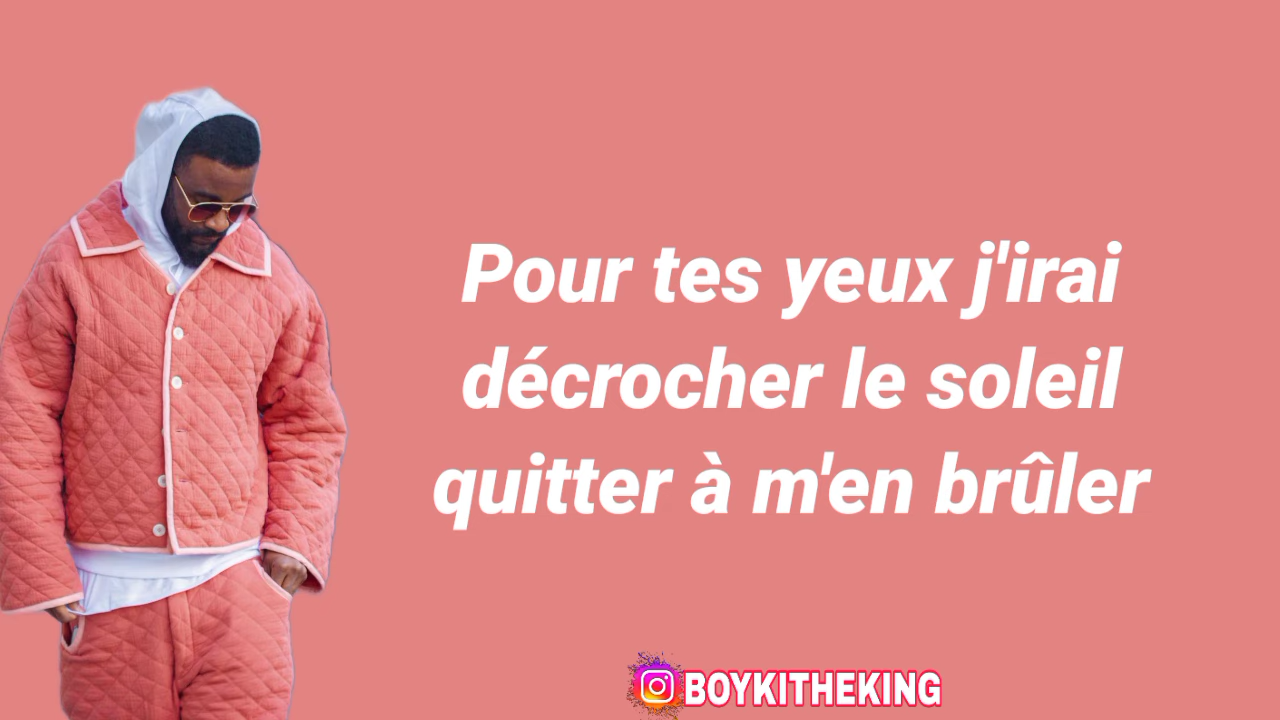 Pour tes yeux j'irai
décrocher le soleil
quitter à m'en brûler
BOYKITHEKING